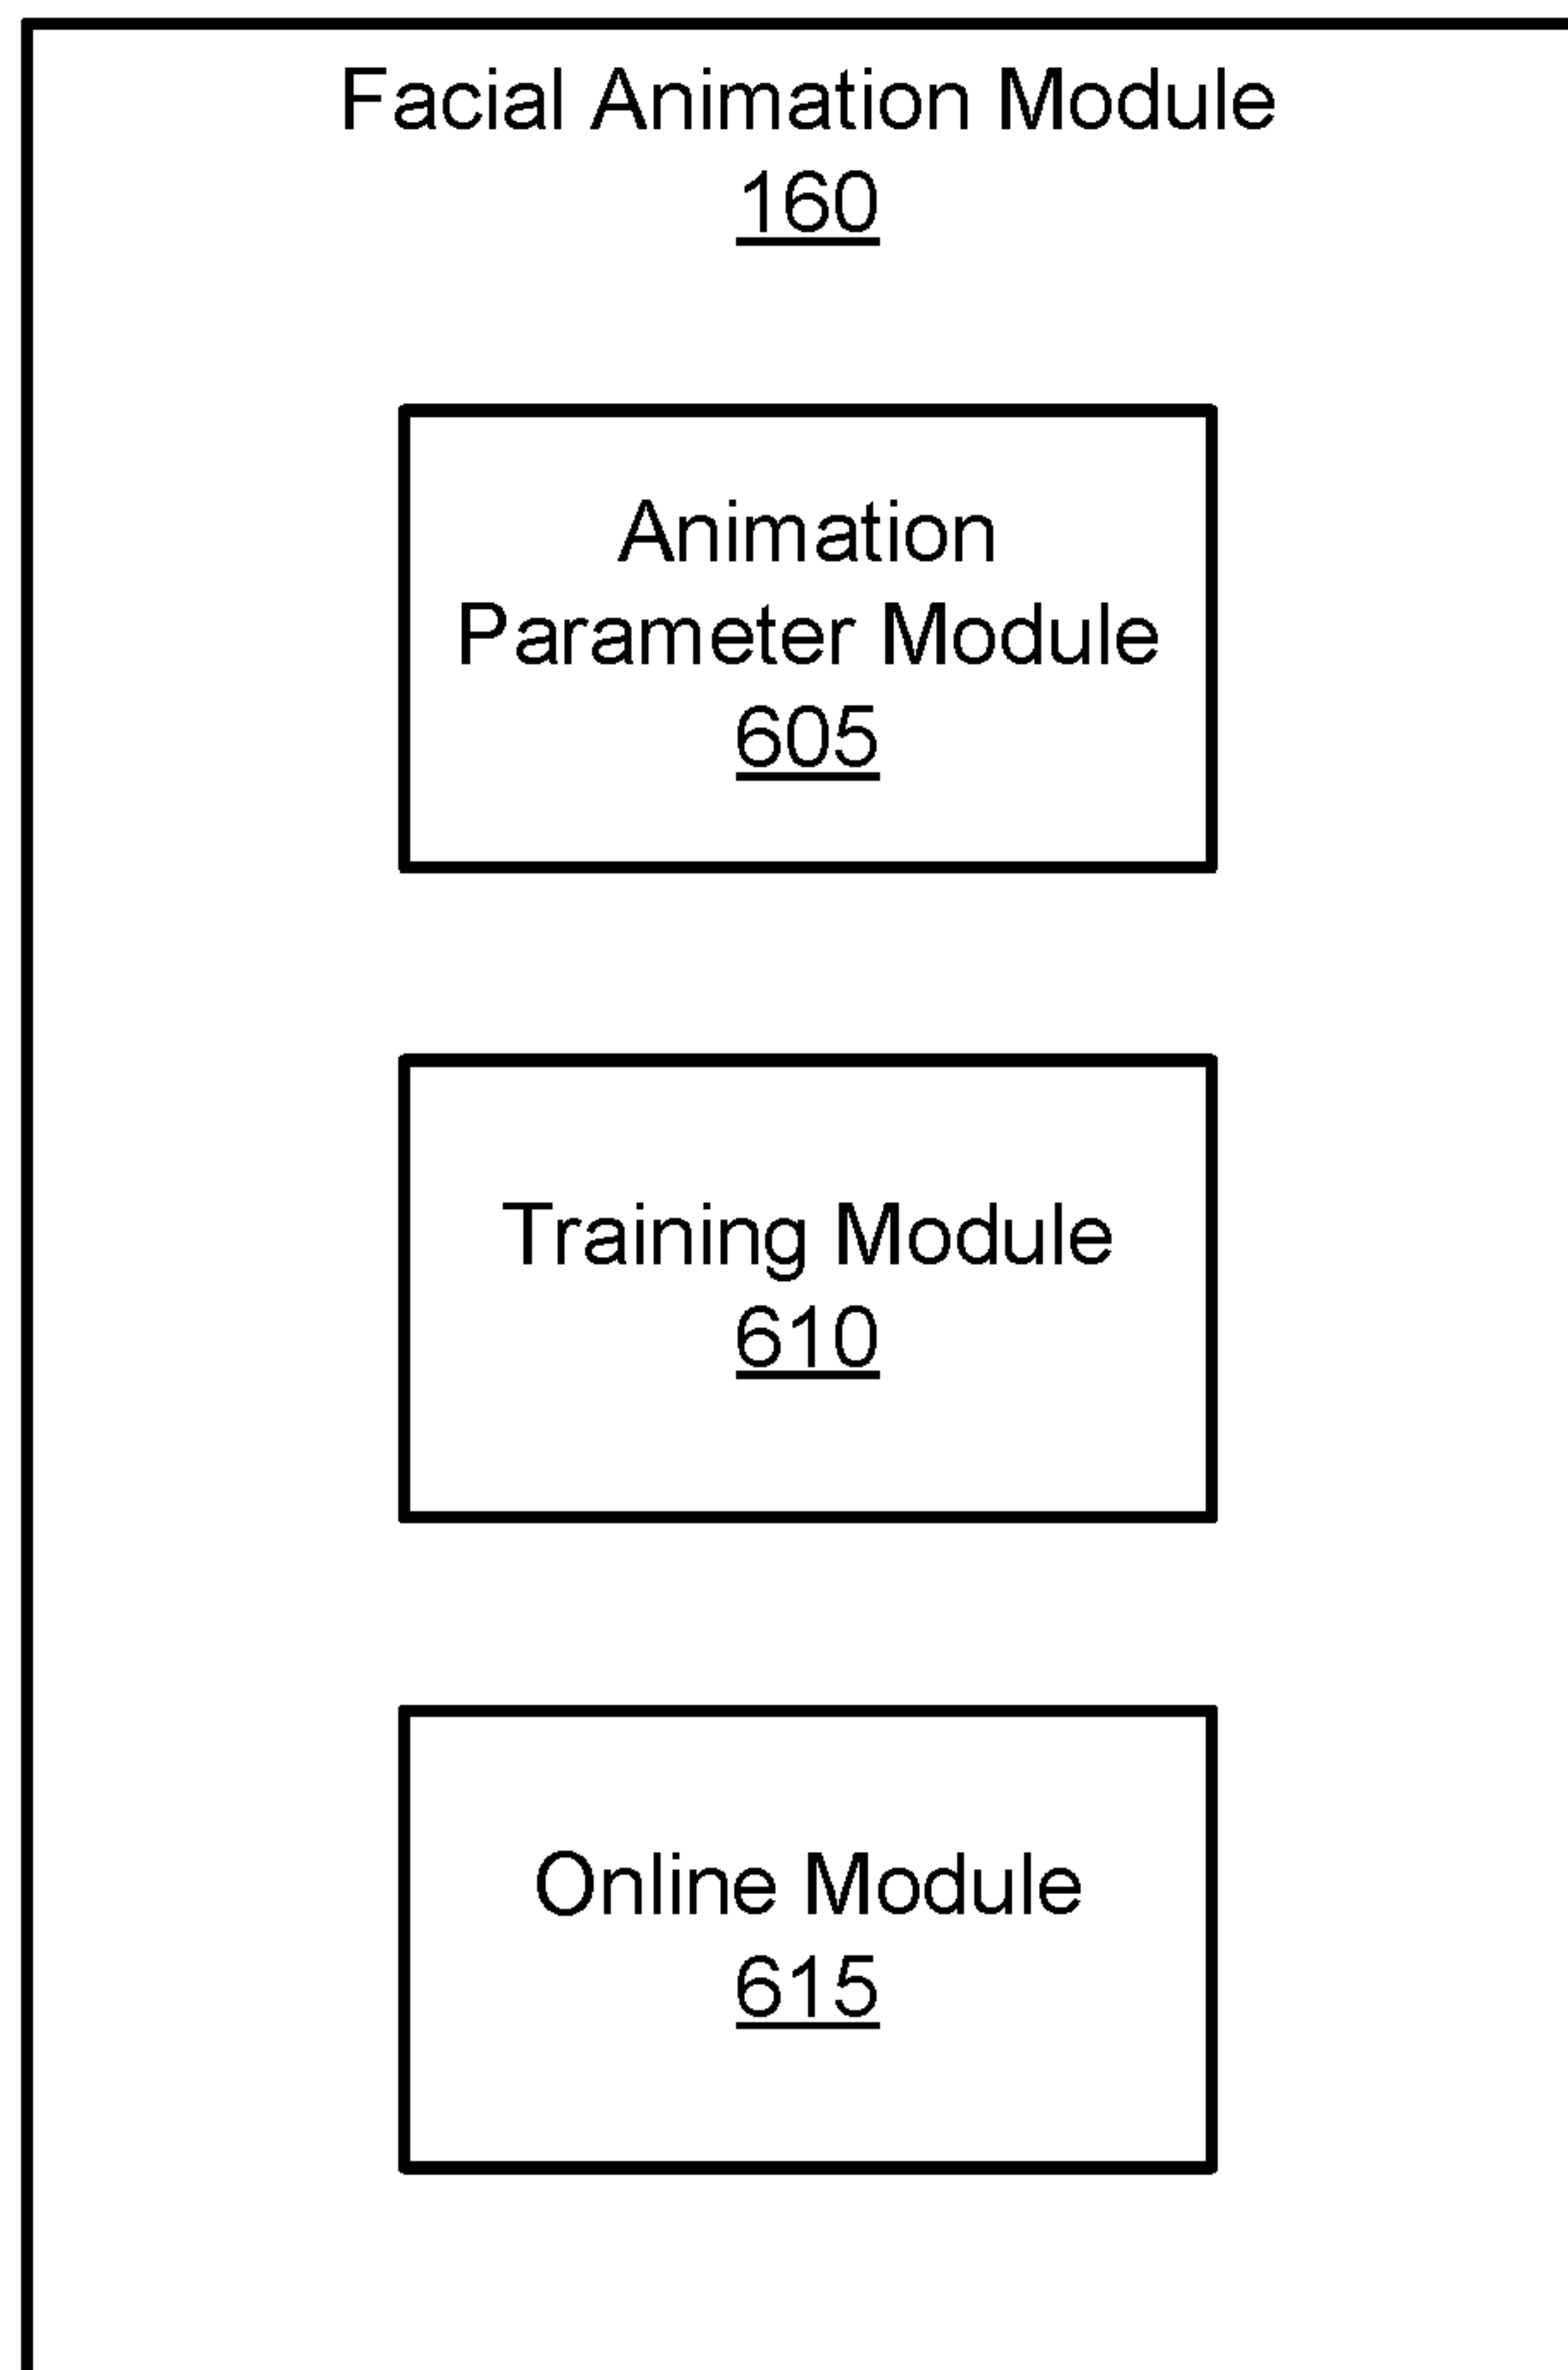 Facial Animation Module
160
Animation
Parameter Module
605
Training Module
610
Online Module
615